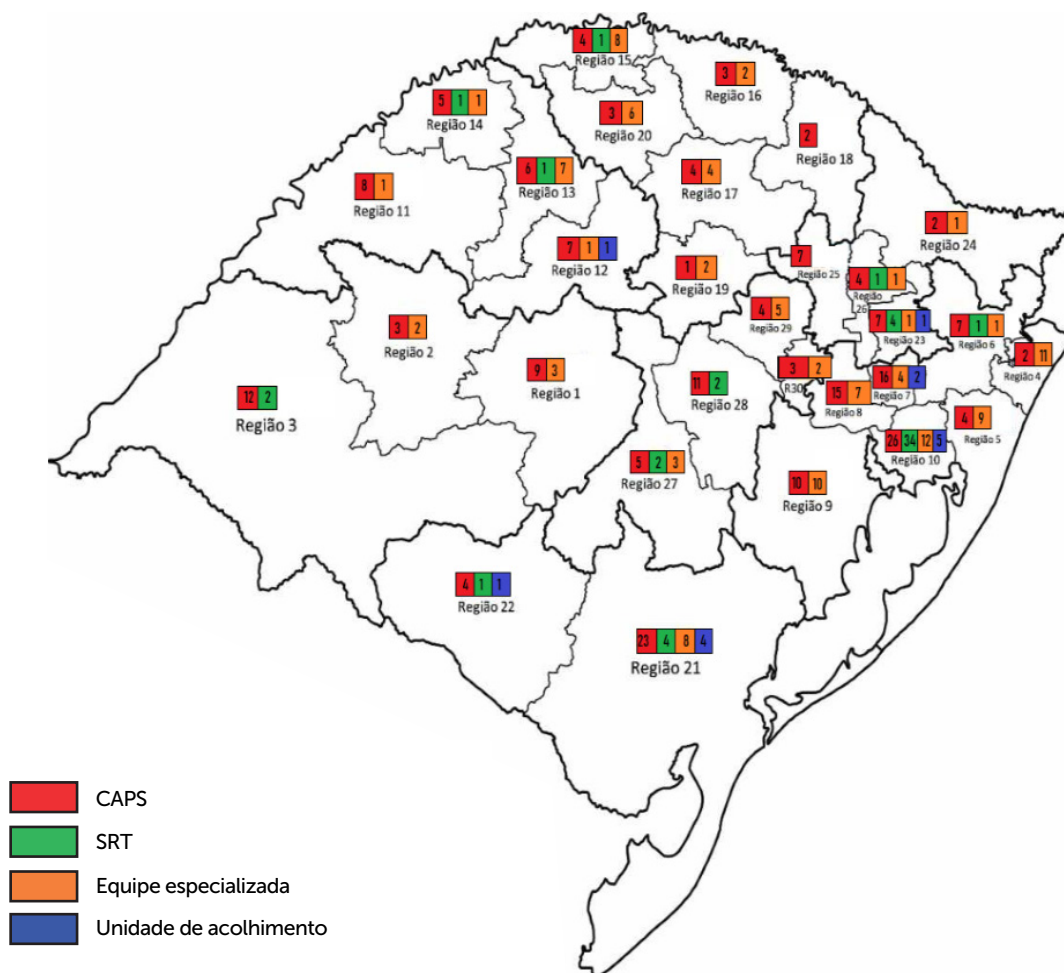 4 1 8
Região 15
3 2
Região 16
5 1 1
Região 14
3 6
Região 20
2
Região 18
6 1 7
Região 13
4 4
Região 17
8 1
Região 11
2 1
Região 24
7 1 1
Região 12
7
Região 25
1 2
Região 19
4 1 1
Região
26
4 5
Região 29
7 4 1 1
Região 23
7 1 1
Região 6
3 2
Região 2
2 11
Região 4
9 3
Região 1
3 2
R30
16 4 2
Região 7
11 2
Região 28
15 7
Região 8
12 2
Região 3
4 9
Região 5
26 34 12 5
Região 10
5 2 3
Região 27
10 10
Região 9
4 1 1
Região 22
23 4 8 4
Região 21
CAPS
SRT
Equipe especializada
Unidade de acolhimento